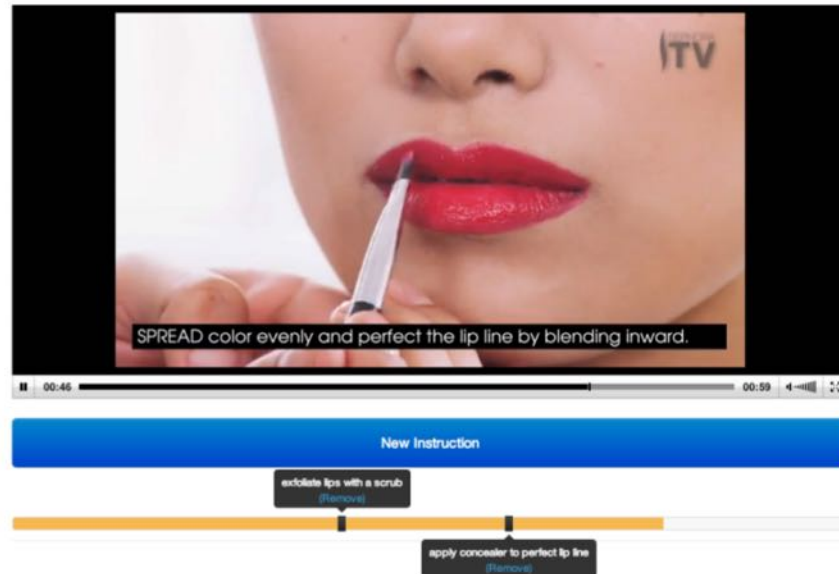 TV
SPREAD color evenly and perfect the lip line by blending inward.
00:46
00:59
New Instruction
exfoliate lips with a scrub
(Remove)
apply concealer to perfect lip line
(Remove)